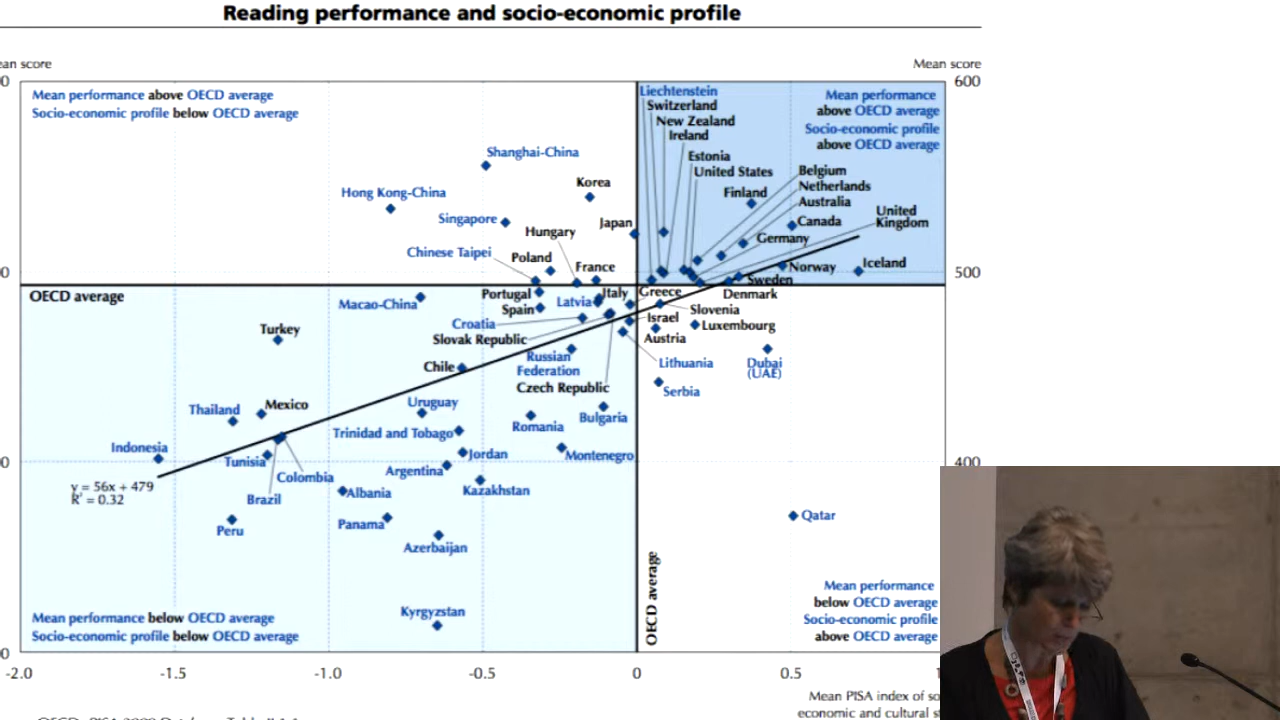 Reading performance and socio-economic profile
Mean score
600
Mean performance above OECD average
Socio-economic profile below OECD average
Liechtenstein
Switzerland
New Zealand
Ireland
Estonia
United States
Finland
Mean performance
above OECD average
Socio-economic profile
above OECD average
Belgium
Netherlands
Australia
Canada
United
Kingdom
Germany
Shanghai-China
Korea
Hong Kong-China
Singapore
Japan
Hungary
Chinese Taipei
Poland
France
Norway
Iceland
500
Sweden
Denmark
OECD average
Macao-China
Portugal
Spain
Latvia
Italy
Greece
Slovenia
Israel
Luxembourg
Austria
Croatia
Slovak Republic
Turkey
Russian
Federation
Lithuania
Dubai
(UAE)
Chile
Czech Republic
Serbia
Thailand
Mexico
Uruguay
Bulgaria
Romania
Trinidad and Tobago
Indonesia
Tunisia
Jordan
Montenegro
400
Colombia
Argentina
Kazakhstan
y = 56x + 479
R² = 0.32
Brazil
Albania
Panama
Peru
Azerbaijan
Qatar
OECD average
Kyrgyzstan
Mean performance below OECD average
Socio-economic profile below OECD average
Mean performance
below OECD average
Socio-economic profile
above OECD average
-2.0
-1.5
-1.0
-0.5
0
0.5
Mean PISA index of
economic and cultural